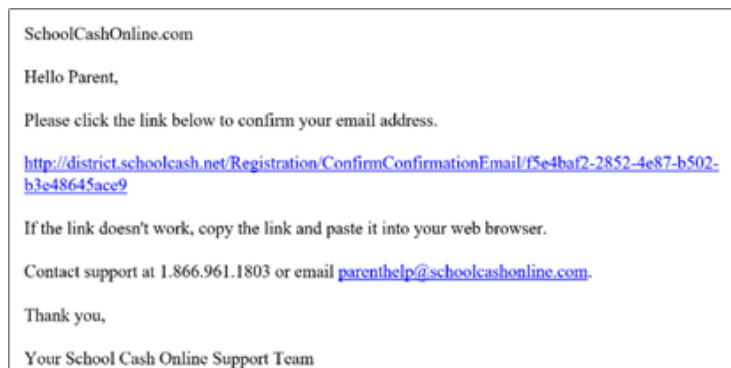 SchoolCashOnline.com
Hello Parent,
Please click the link below to confirm your email address.
http://district.schoolcash.net/Registration/ConfirmConfirmationEmail/f5e4baf2-2852-4e87-b502-
b3e48645ace9
If the link doesn't work, copy the link and paste it into your web browser.
Contact support at 1.866.961.1803 or email parenthelp@schoolcashonline.com.
Thank you,
Your School Cash Online Support Team